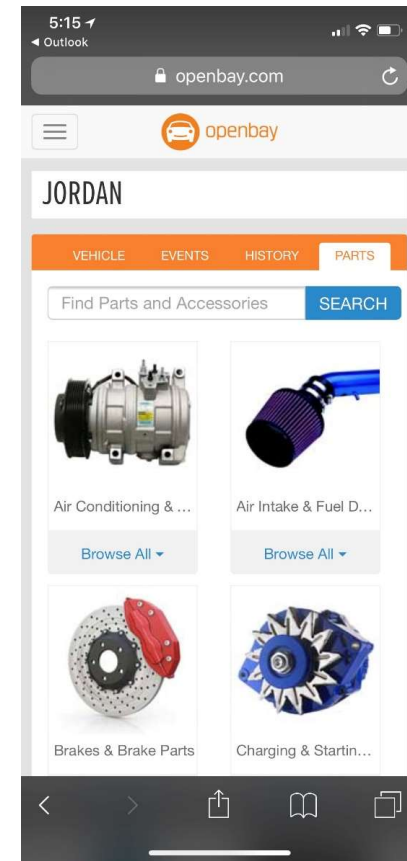 5:15
◀ Outlook
openbay.com
openbay
JORDAN
VEHICLE EVENTS HISTORY PARTS
Find Parts and Accessories SEARCH
Air Conditioning & ... Air Intake & Fuel D...
Browse All Browse All
Brakes & Brake Parts Charging & Startin...